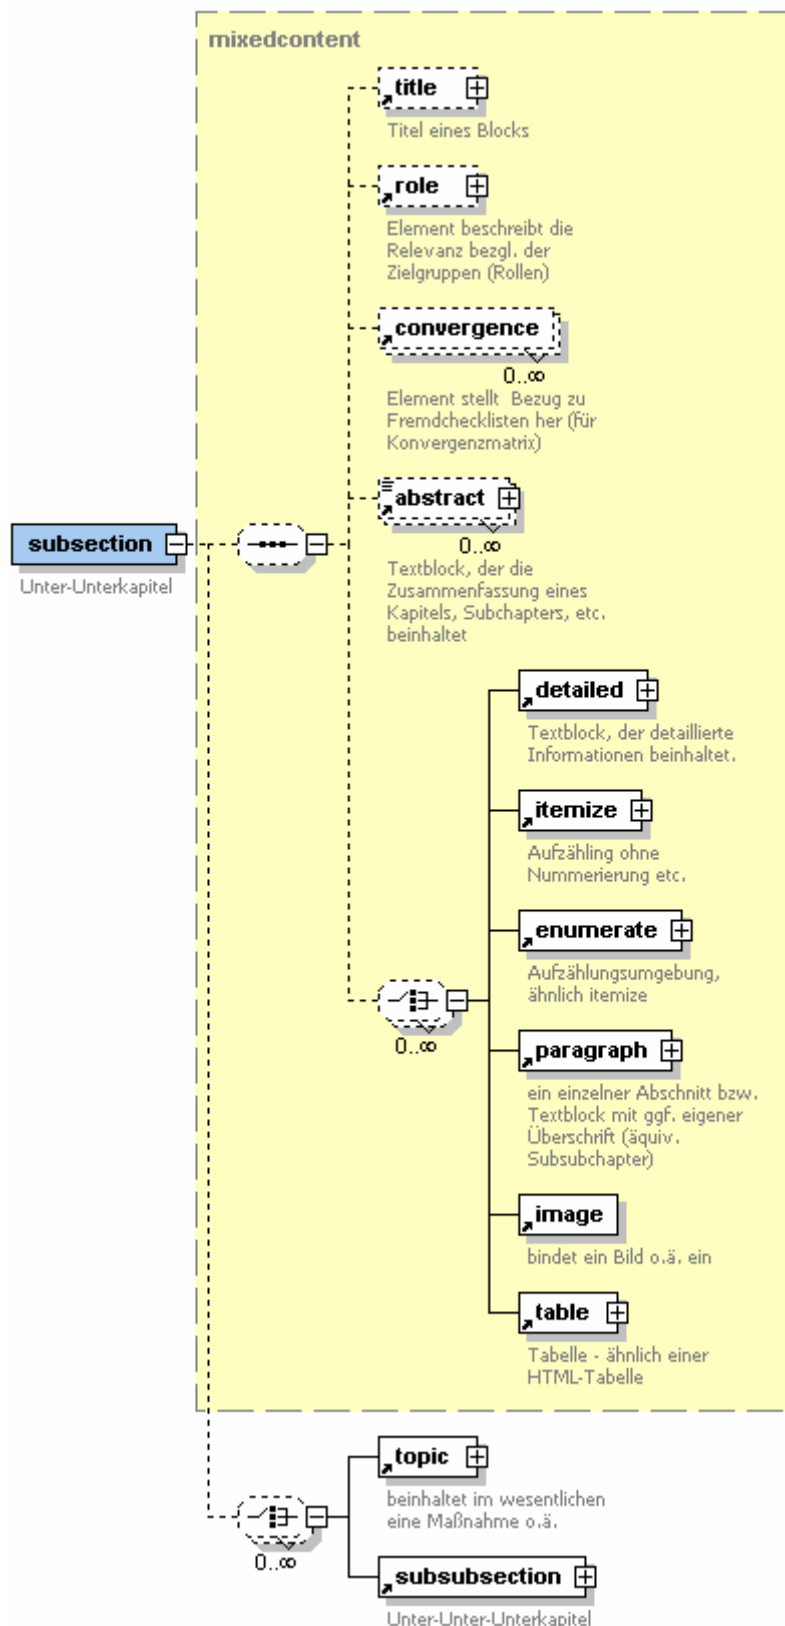 mixedcontent
title
Titel eines Blocks
role
Element beschreibt die
Relevanz bezgl. der
Zielgruppen (Rollen)
convergence
0..∞
Element stellt Bezug zu
Fremdchecklisten her (für
Konvergenzmatrix)
abstract
0..∞
Textblock, der die
Zusammenfassung eines
Kapitels, Subchapters, etc.
beinhaltet
subsection
Unter-Unterkapitel
detailed
Textblock, der detaillierte
Informationen beinhaltet.
itemize
Aufzähling ohne
Nummerierung etc.
enumerate
Aufzählungsumgebung,
ähnlich itemize
0..∞
paragraph
ein einzelner Abschnitt bzw.
Textblock mit ggf. eigener
Überschrift (äquiv.
Subsubchapter)
image
bindet ein Bild o.ä. ein
table
Tabelle - ähnlich einer
HTML-Tabelle
topic
beinhaltet im wesentlichen
eine Maßnahme o.ä.
0..∞
subsubsection
Unter-Unter-Unterkapitel